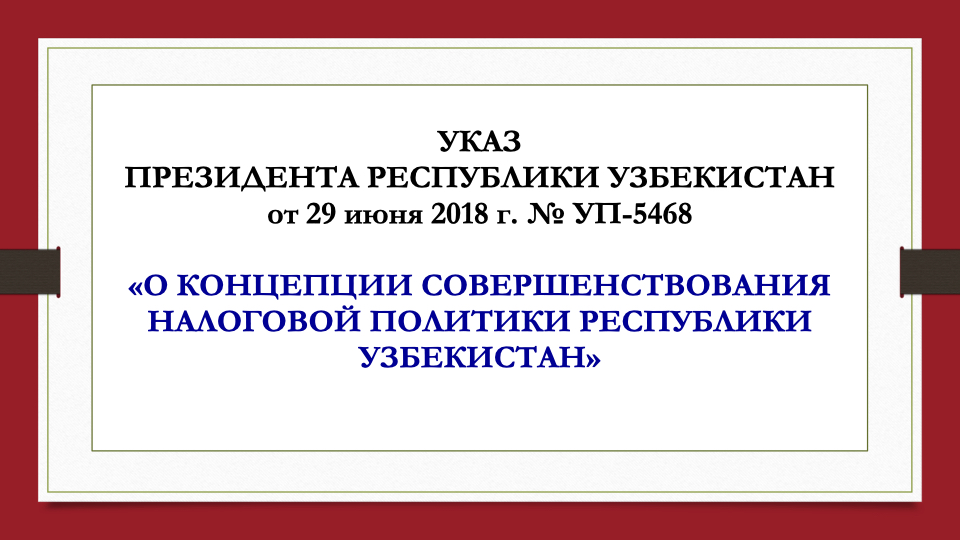 УКАЗ
ПРЕЗИДЕНТА РЕСПУБЛИКИ УЗБЕКИСТАН
от 29 июня 2018 г. № УП-5468
«О КОНЦЕПЦИИ СОВЕРШЕНСТВОВАНИЯ
НАЛОГОВОЙ ПОЛИТИКИ РЕСПУБЛИКИ
УЗБЕКИСТАН»